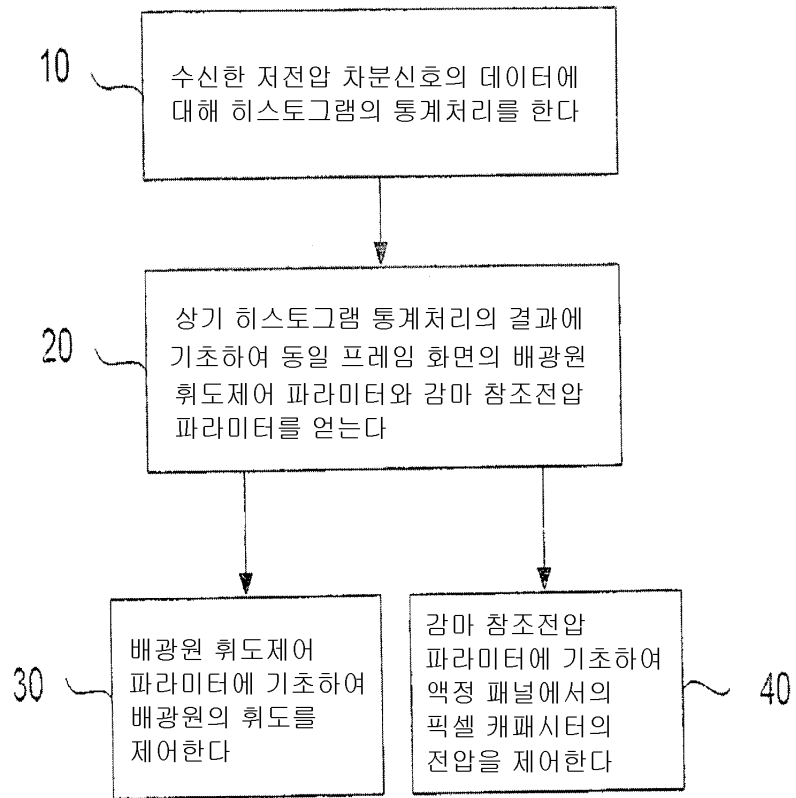 10
수신한 저전압 차분신호의 데이터에
대해 히스토그램의 통계처리를 한다
20
상기 히스토그램 통계처리의 결과에
기초하여 동일 프레임 화면의 배광원
휘도제어 파라미터와 감마 참조전압
파라미터를 얻는다
30
배광원 휘도제어
파라미터에 기초하여
배광원의 휘도를
제어한다
감마 참조전압
파라미터에 기초하여
액정 패널에서의
픽셀 캐패시터의
전압을 제어한다
40